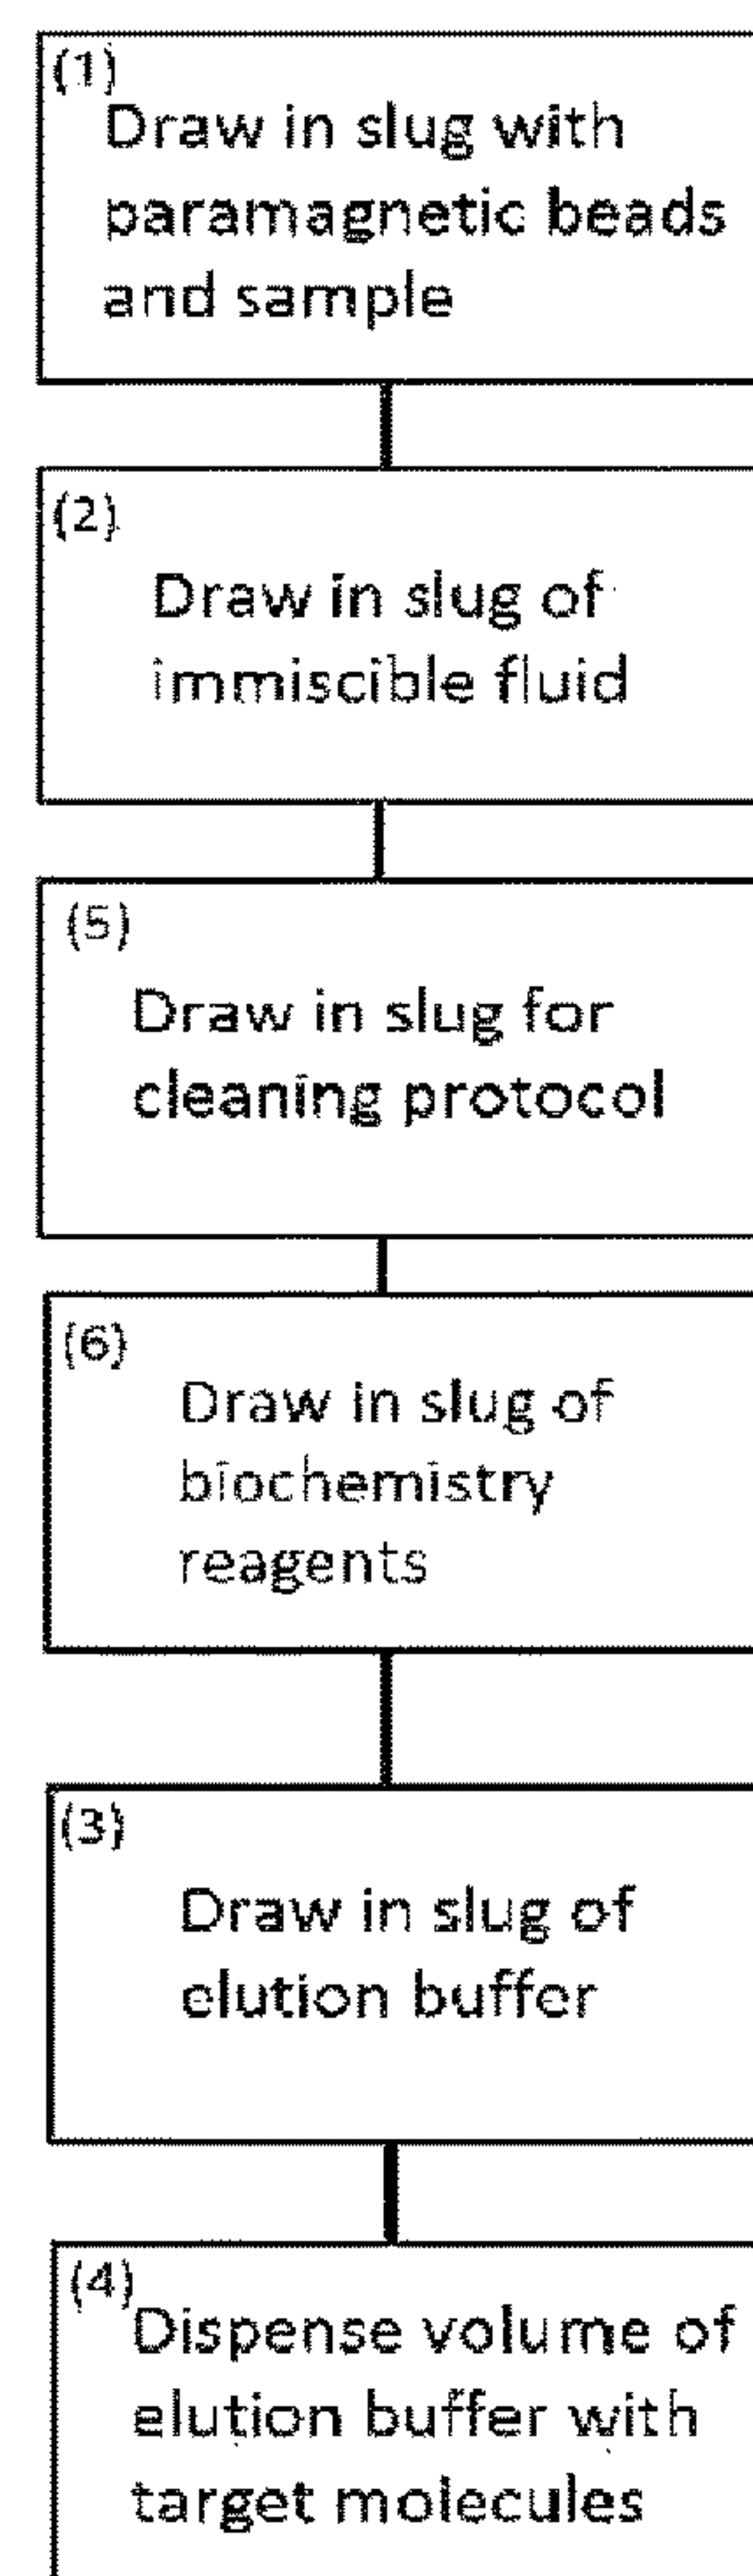 (1)
Draw in slug with
paramagnetic beads
and sample
(2)
Draw in slug of
immiscible fluid
(5)
Draw in slug for
cleaning protocol
(6)
Draw in slug of
biochemistry
reagents
(3)
Draw in slug of
elution buffer
(4)
Dispense volume of
elution buffer with
target molecules